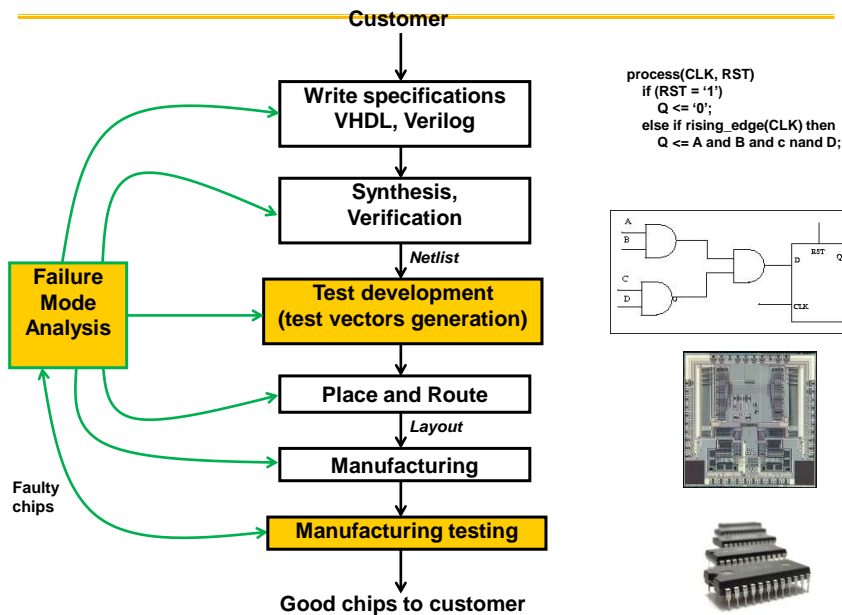 Customer
Write specifications
VHDL, Verilog
Synthesis,
Verification
Netlist
Failure
Mode
Analysis
Test development
(test vectors generation)
Place and Route
Layout
Manufacturing
Faulty
chips
Manufacturing testing
Good chips to customer
process(CLK, RST)
if (RST = ‘1’)
Q <= ‘0’;
else if rising_edge(CLK) then
Q <= A and B and c nand D;
A
B
C
D
RST
D
Q
CLK